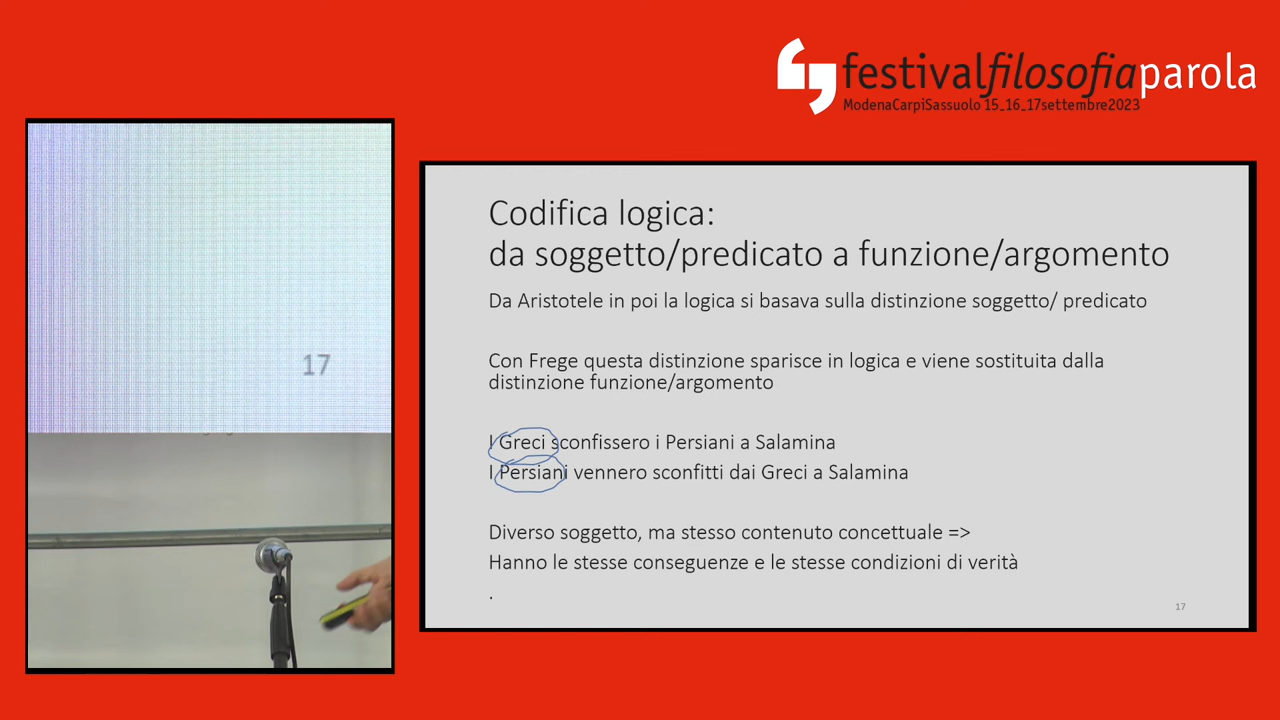 festivalfilosofiaparola
ModenaCarpiSassuolo 15_16_17settembre2023
17
Codifica logica:
da soggetto/predicato a funzione/argomento
Da Aristotele in poi la logica si basava sulla distinzione soggetto/ predicato
Con Frege questa distinzione sparisce in logica e viene sostituita dalla
distinzione funzione/argomento
I Greci sconfissero i Persiani a Salamina
I Persiani vennero sconfitti dai Greci a Salamina
Diverso soggetto, ma stesso contenuto concettuale =>
Hanno le stesse conseguenze e le stesse condizioni di verità
.
17